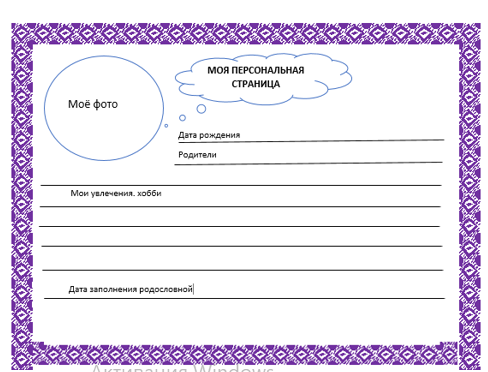 МОЯ ПЕРСОНАЛЬНАЯ
СТРАНИЦА
Моё фото
Дата рождения
Родители
Мои увлечения. хобби
Дата заполнения родословной
Активация Windows